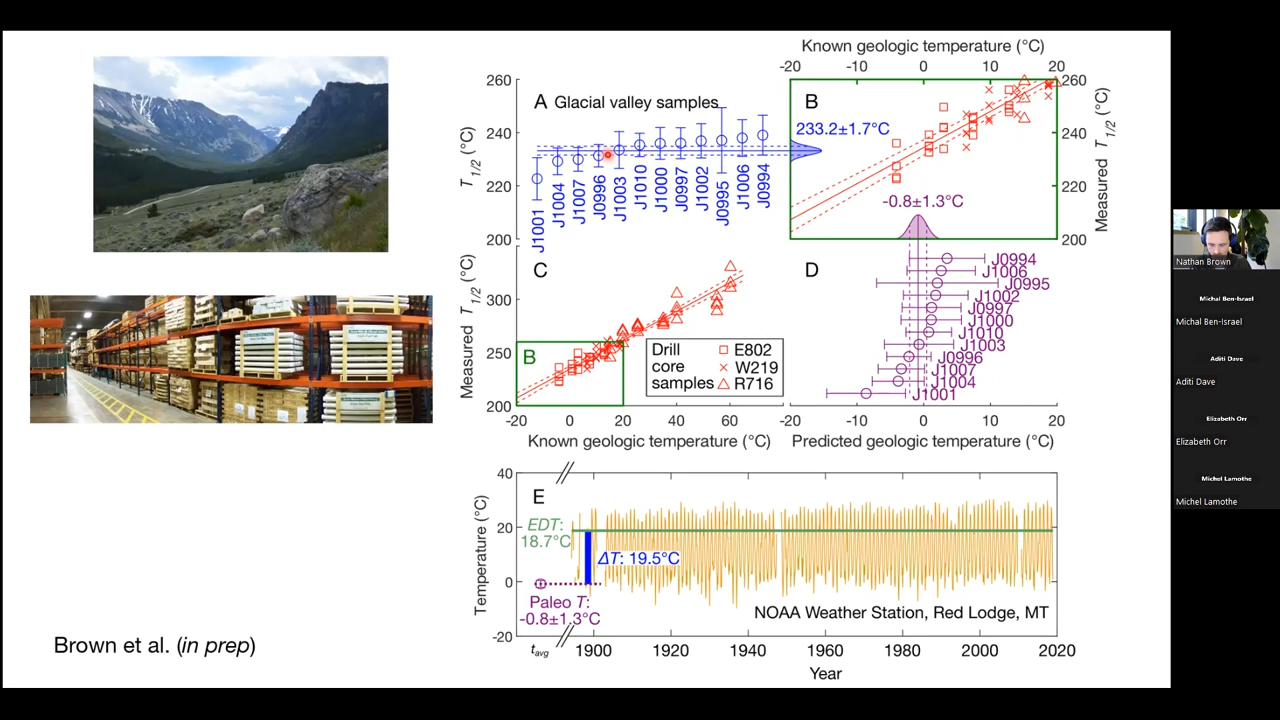 Known geologic temperature (°C)
-20 -10 0 10 20
260
240
220
200
T1/2 (°C)
A Glacial valley samples
J1001
J1004
J1007
J0996
J1003
J1010
J1000
J0997
J1002
J0995
J1006
J0994
B
233.2±1.7°C
-0.8±1.3°C
260
240
220
200
Measured T1/2 (°C)
C
300
250
200
Measured T1/2 (°C)
B
Drill core samples
E802
W219
R716
-20 0 20 40 60
Known geologic temperature (°C)
D
J0994
J1006
J0995
J1002
J0997
J1000
J1010
J1003
J0996
J1007
J1004
J1001
-20 -10 0 10 20
Predicted geologic temperature (°C)
E
40
20
0
-20
Temperature (°C)
EDT:
18.7°C
ΔT: 19.5°C
Paleo T:
-0.8±1.3°C
NOAA Weather Station, Red Lodge, MT
tavg 1900 1920 1940 1960 1980 2000 2020
Year
Brown et al. (in prep)
Nathan Brown
Michal Ben-Israel
Michal Ben-Israel
Aditi Dave
Aditi Dave
Elizabeth Orr
Elizabeth Orr
Michel Lamothe
Michel Lamothe